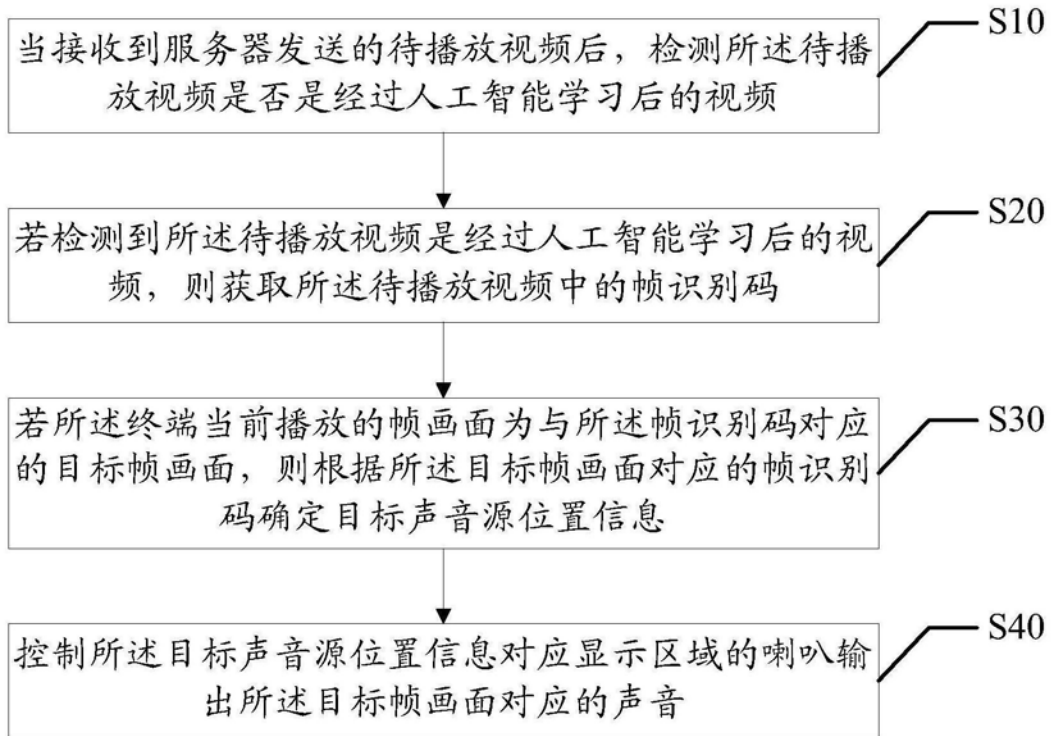 S10
当接收到服务器发送的待播放视频后，检测所述待播
放视频是否是经过人工智能学习后的视频
S20
若检测到所述待播放视频是经过人工智能学习后的视
频，则获取所述待播放视频中的帧识别码
S30
若所述终端当前播放的帧画面为与所述帧识别码对应
的目标帧画面，则根据所述目标帧画面对应的帧识别
码确定目标声音源位置信息
S40
控制所述目标声音源位置信息对应显示区域的喇叭输
出所述目标帧画面对应的声音